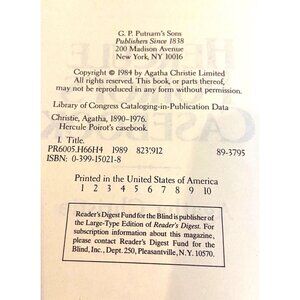 G. P. Putnam's Sons
Publishers Since 1838
200 Madison Avenue
New York, NY 10016
Copyright © 1984 by Agatha Christie Limited
All rights reserved. This book, or parts thereof,
may not be reproduced in any form without permission.
Library of Congress Cataloging-in-Publication Data
Christie, Agatha, 1890–1976.
Hercule Poirot's casebook.
I. Title.
PR6005.H66H4 1989 823'.912 89-3795
ISBN: 0-399-15021-8
Printed in the United States of America
1 2 3 4 5 6 7 8 9 10
Reader's Digest Fund for the Blind is publisher of
the Large-Type Edition of Reader's Digest. For
subscription information about this magazine,
please contact Reader's Digest Fund for the
Blind, Inc., Dept. 250, Pleasantville, N.Y. 10570.